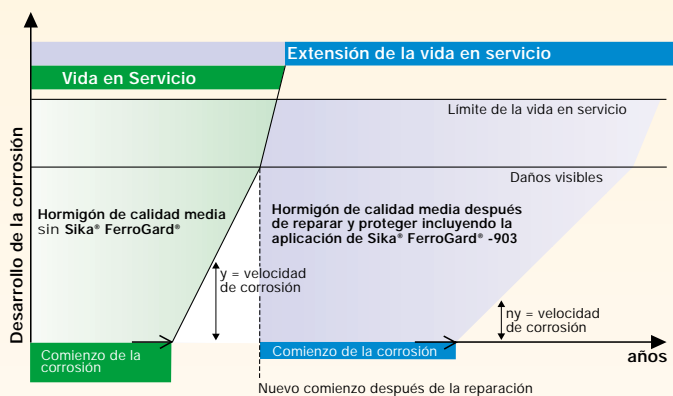 Desarrollo de la corrosión
Extensión de la vida en servicio
Vida en Servicio
Límite de la vida en servicio
Daños visibles
Hormigón de calidad media
sin Sika® FerroGard®
Hormigón de calidad media después
de reparar y proteger incluyendo la
aplicación de Sika® FerroGard® -903
y = velocidad
de corrosión
ny = velocidad
de corrosión
Comienzo de la
corrosión
Comienzo de la corrosión
años
Nuevo comienzo después de la reparación